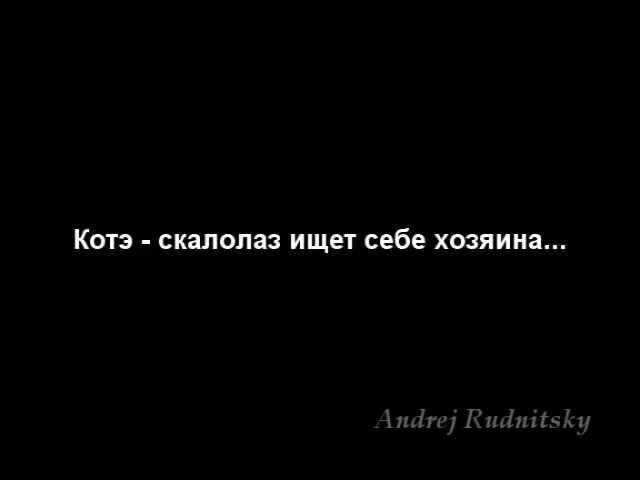 Котэ - скалолаз ищет себе хозяина...
Andrej Rudnitsky